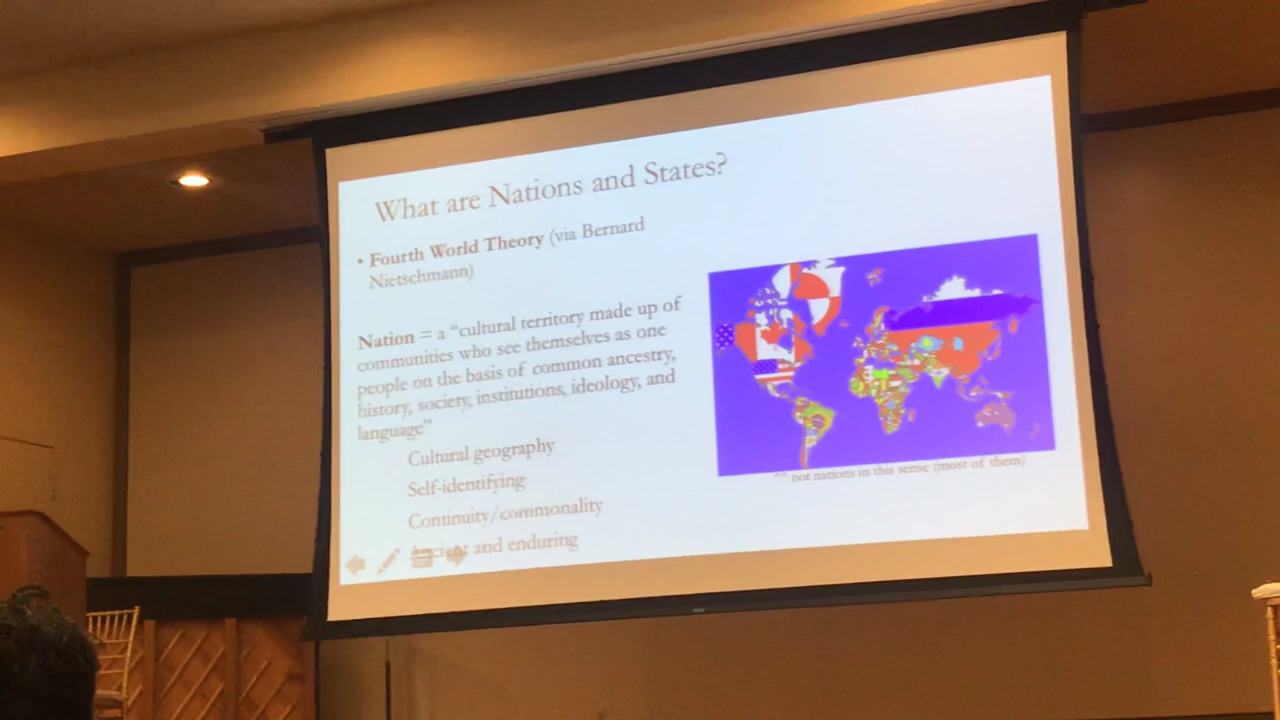 What are Nations and States?
• Fourth World Theory (via Bernard
Nietschmann)
Nation = a “cultural territory made up of
communities who see themselves as one
people on the basis of common ancestry,
history, society, institutions, ideology, and
language”
Cultural geography
Self-identifying
Continuity/commonality
Ancient and enduring
^^ not nations in this sense (most of them)